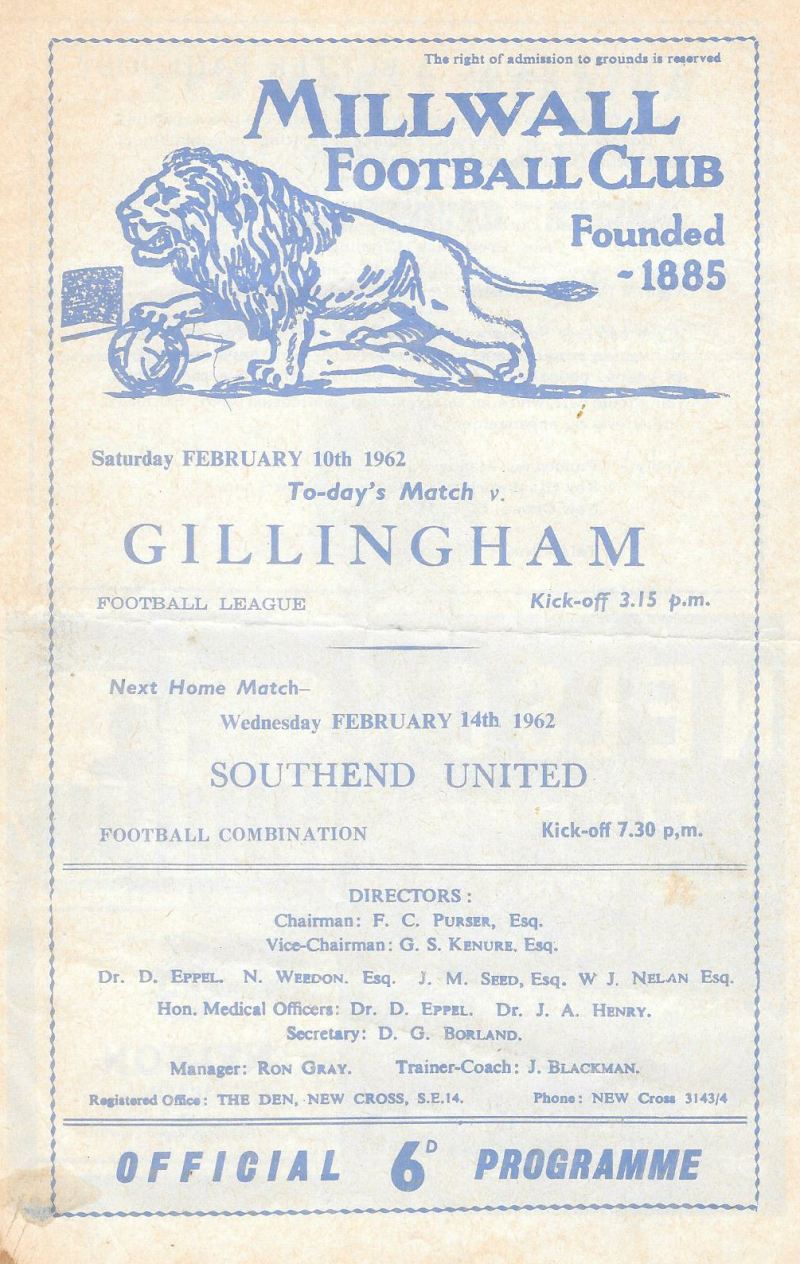 The right of admission to grounds is reserved
MILLWALL
FOOTBALL CLUB
Founded
~1885
Saturday FEBRUARY 10th 1962
To-day's Match v.
GILLINGHAM
FOOTBALL LEAGUE Kick-off 3.15 p.m.
Next Home Match–
Wednesday FEBRUARY 14th 1962
SOUTHEND UNITED
FOOTBALL COMBINATION Kick-off 7.30 p,m.
DIRECTORS :
Chairman: F. C. PURSER, Esq.
Vice-Chairman: G. S. KENURE. Esq.
Dr. D. EPPEL. N. WEEDON. Esq. J. M. SEED, Esq. W J. NELAN Esq.
Hon. Medical Officers: Dr. D. EPPEL. Dr. J. A. HENRY.
Secretary: D. G. BORLAND.
Manager: RON GRAY. Trainer-Coach: J. BLACKMAN.
Registered Office: THE DEN, NEW CROSS, S.E.14. Phone: NEW Cross 3143/4
OFFICIAL 6D PROGRAMME